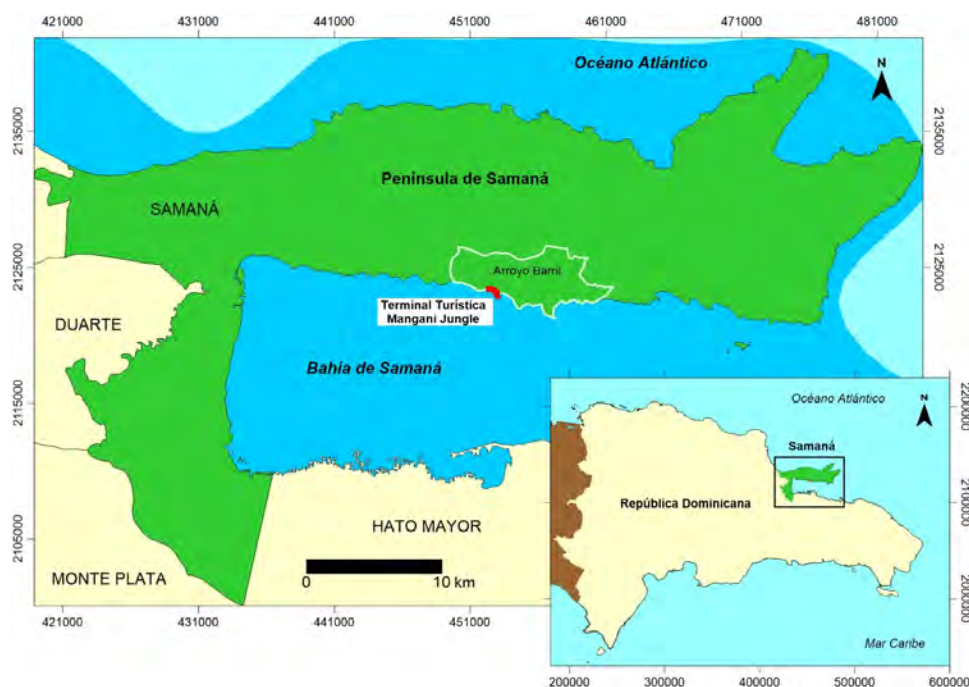 421000
431000
441000
451000
461000
471000
481000
Océano Atlántico
N
2135000
2135000
Península de Samaná
SAMANÁ
2125000
2125000
Arroyo Barril
Terminal Turística
Mangani Jungle
DUARTE
Bahía de Samaná
2115000
HATO MAYOR
2105000
MONTE PLATA
0
10 km
421000
431000
441000
451000
Océano Atlántico
N
2200000
Samaná
República Dominicana
2100000
2000000
Mar Caribe
200000
300000
400000
500000
600000